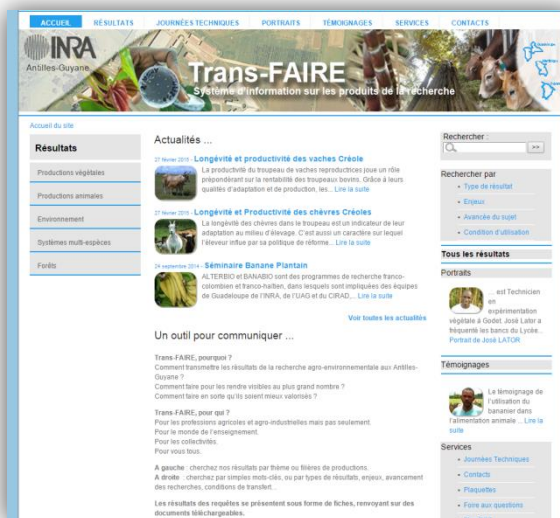 ACCUEIL RÉSULTATS JOURNÉES TECHNIQUES PORTRAITS TÉMOIGNAGES SERVICES CONTACTS
INRA
Antilles-Guyane
Trans-FAIRE
Système d'information sur les produits de la recherche
Accueil du site
Résultats
Productions végétales
Productions animales
Environnement
Systèmes multi-espèces
Forêts
Actualités ...
27 février 2015 - Longévité et productivité des vaches Créole
La productivité du troupeau de vaches reproductrices joue un rôle
prépondérant sur la rentabilité des troupeaux bovins. Grâce à leurs
qualités d'adaptation et de production, les... Lire la suite
27 février 2015 - Longévité et Productivité des chèvres Créoles
La longévité des chèvres dans le troupeau est un indicateur de leur
adaptation au milieu d'élevage. C'est aussi un caractère sur lequel
l'éleveur influe par sa politique de réforme... Lire la suite
24 septembre 2014 - Séminaire Banane Plantain
ALTERBIO et BANABIO sont des programmes de recherche franco-
colombien et franco-haïtien, dans lesquels sont impliquées des équipes
de Guadeloupe de l'INRA, de l'UAG et du CIRAD,... Lire la suite
Voir toutes les actualités
Un outil pour communiquer ...
Trans-FAIRE, pourquoi ?
Comment transmettre les résultats de la recherche agro-environnementale aux Antilles-
Guyane ?
Comment faire pour les rendre visibles au plus grand nombre ?
Comment faire en sorte qu'ils soient mieux valorisés ?
Trans-FAIRE, pour qui ?
Pour les professions agricoles et agro-industrielles mais pas seulement.
Pour le monde de l'enseignement.
Pour les collectivités.
Pour vous tous.
A gauche : cherchez nos résultats par thème ou filières de productions.
A droite : cherchez par simples mots-clés, ou par types de résultats, enjeux, avancement
des recherches, conditions de transfert...
Les résultats des requêtes se présentent sous forme de fiches, renvoyant sur des
documents téléchargeables.
Rechercher :
>>
Rechercher par
Type de résultat
Enjeux
Avancée du sujet
Condition d'utilisation
Tous les résultats
Portraits
... est Technicien
en
expérimentation
végétale à Godet. José Lator a
fréquenté les bancs du Lycée...
Portrait de José LATOR
Témoignages
Le témoignage de
l'utilisation du
bananier dans
l'alimentation animale ... Lire la
suite
Services
Journées Techniques
Contacts
Plaquettes
Foire aux questions